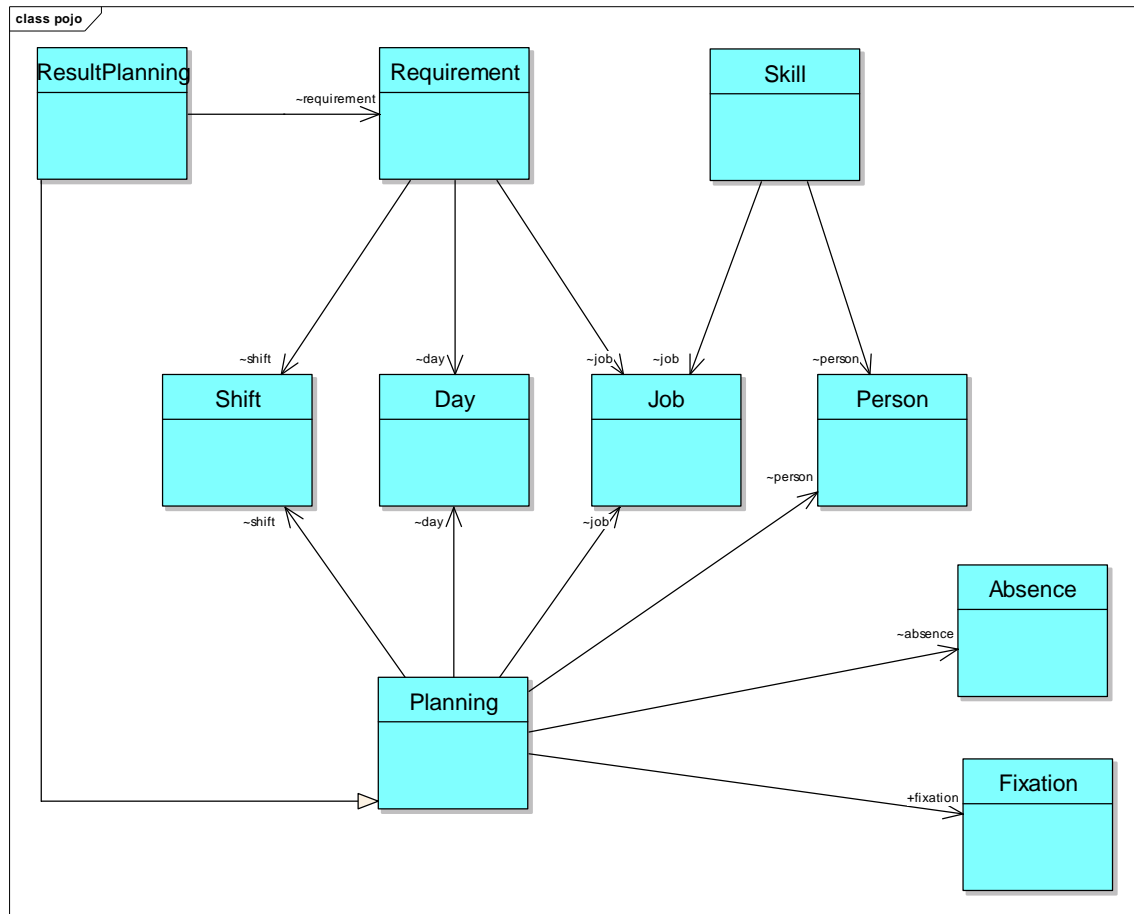 class pojo
ResultPlanning
Requirement
Skill
~requirement
~shift
~day
~job
~job
~person
Shift
Day
Job
Person
~person
~shift
~day
~job
Absence
~absence
Planning
Fixation
+fixation